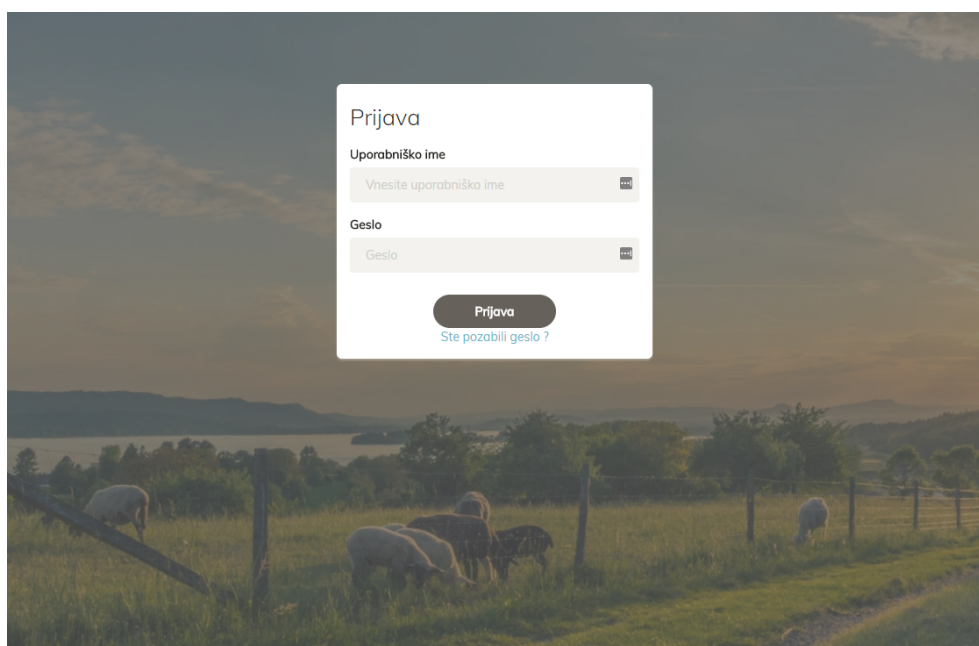 Prijava
Uporabniško ime
Vnesite uporabniško ime
Geslo
Geslo
Prijava
Ste pozabili geslo ?